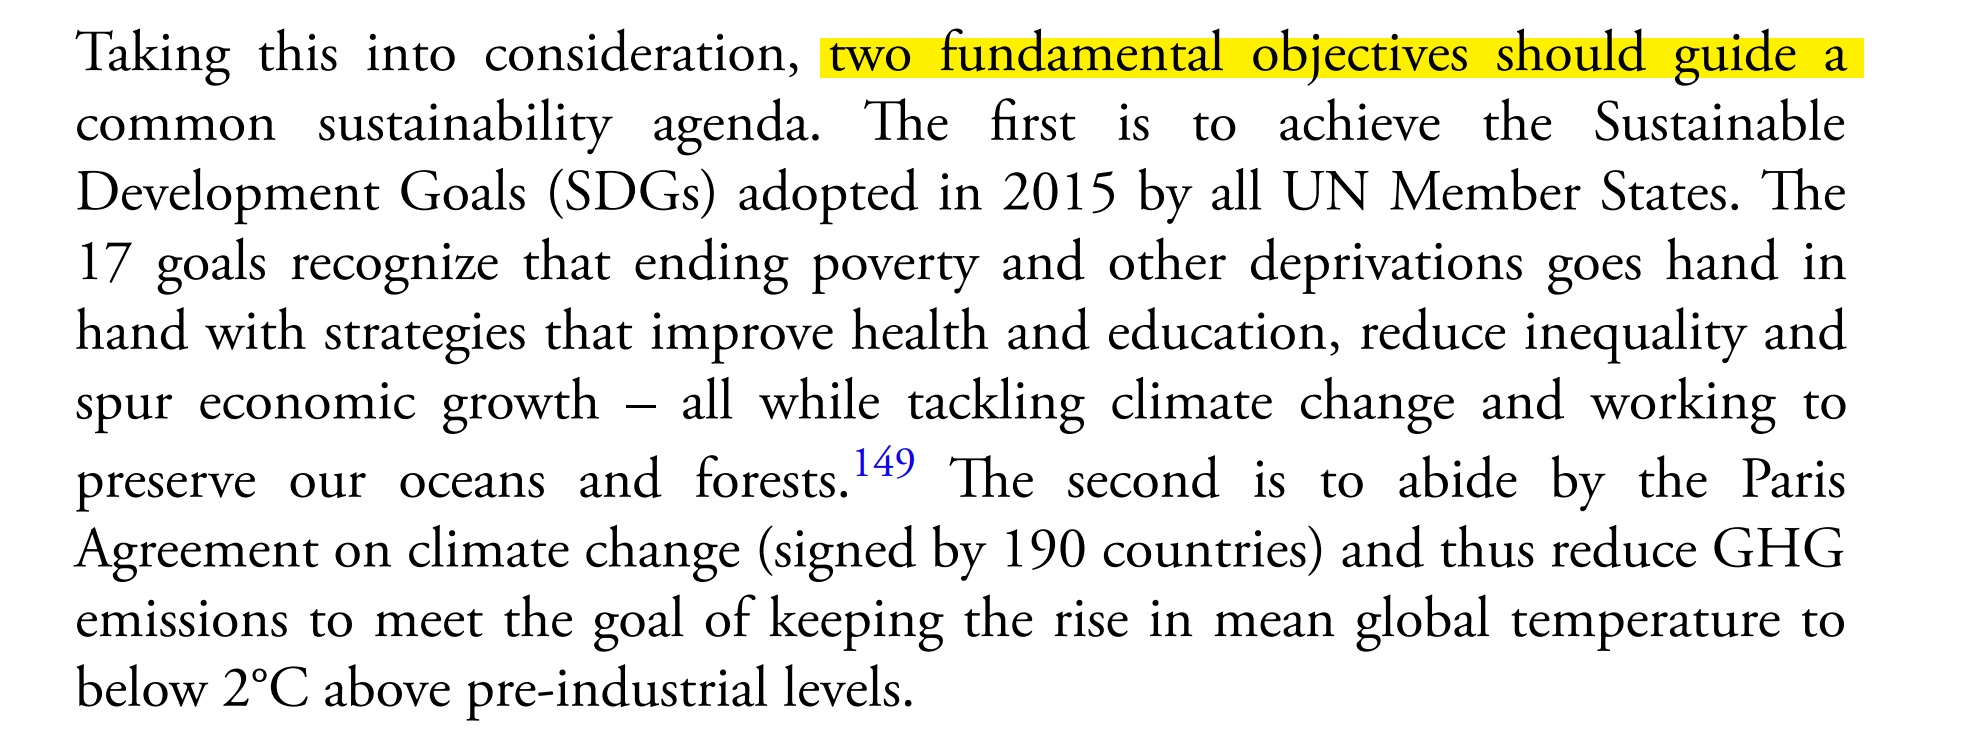 Taking this into consideration, two fundamental objectives should guide a
common sustainability agenda. The first is to achieve the Sustainable
Development Goals (SDGs) adopted in 2015 by all UN Member States. The
17 goals recognize that ending poverty and other deprivations goes hand in
hand with strategies that improve health and education, reduce inequality and
spur economic growth – all while tackling climate change and working to
preserve our oceans and forests.149 The second is to abide by the Paris
Agreement on climate change (signed by 190 countries) and thus reduce GHG
emissions to meet the goal of keeping the rise in mean global temperature to
below 2°C above pre-industrial levels.